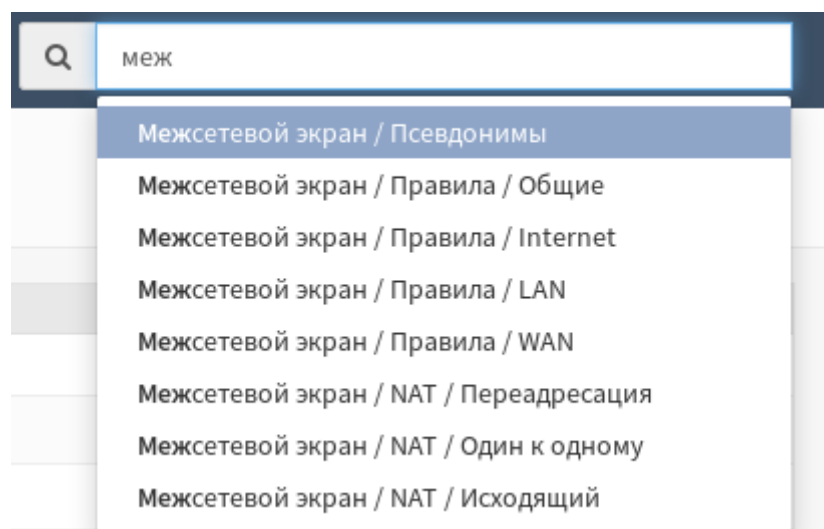 меж
Межсетевой экран / Псевдонимы
Межсетевой экран / Правила / Общие
Межсетевой экран / Правила / Internet
Межсетевой экран / Правила / LAN
Межсетевой экран / Правила / WAN
Межсетевой экран / NAT / Переадресация
Межсетевой экран / NAT / Один к одному
Межсетевой экран / NAT / Исходящий